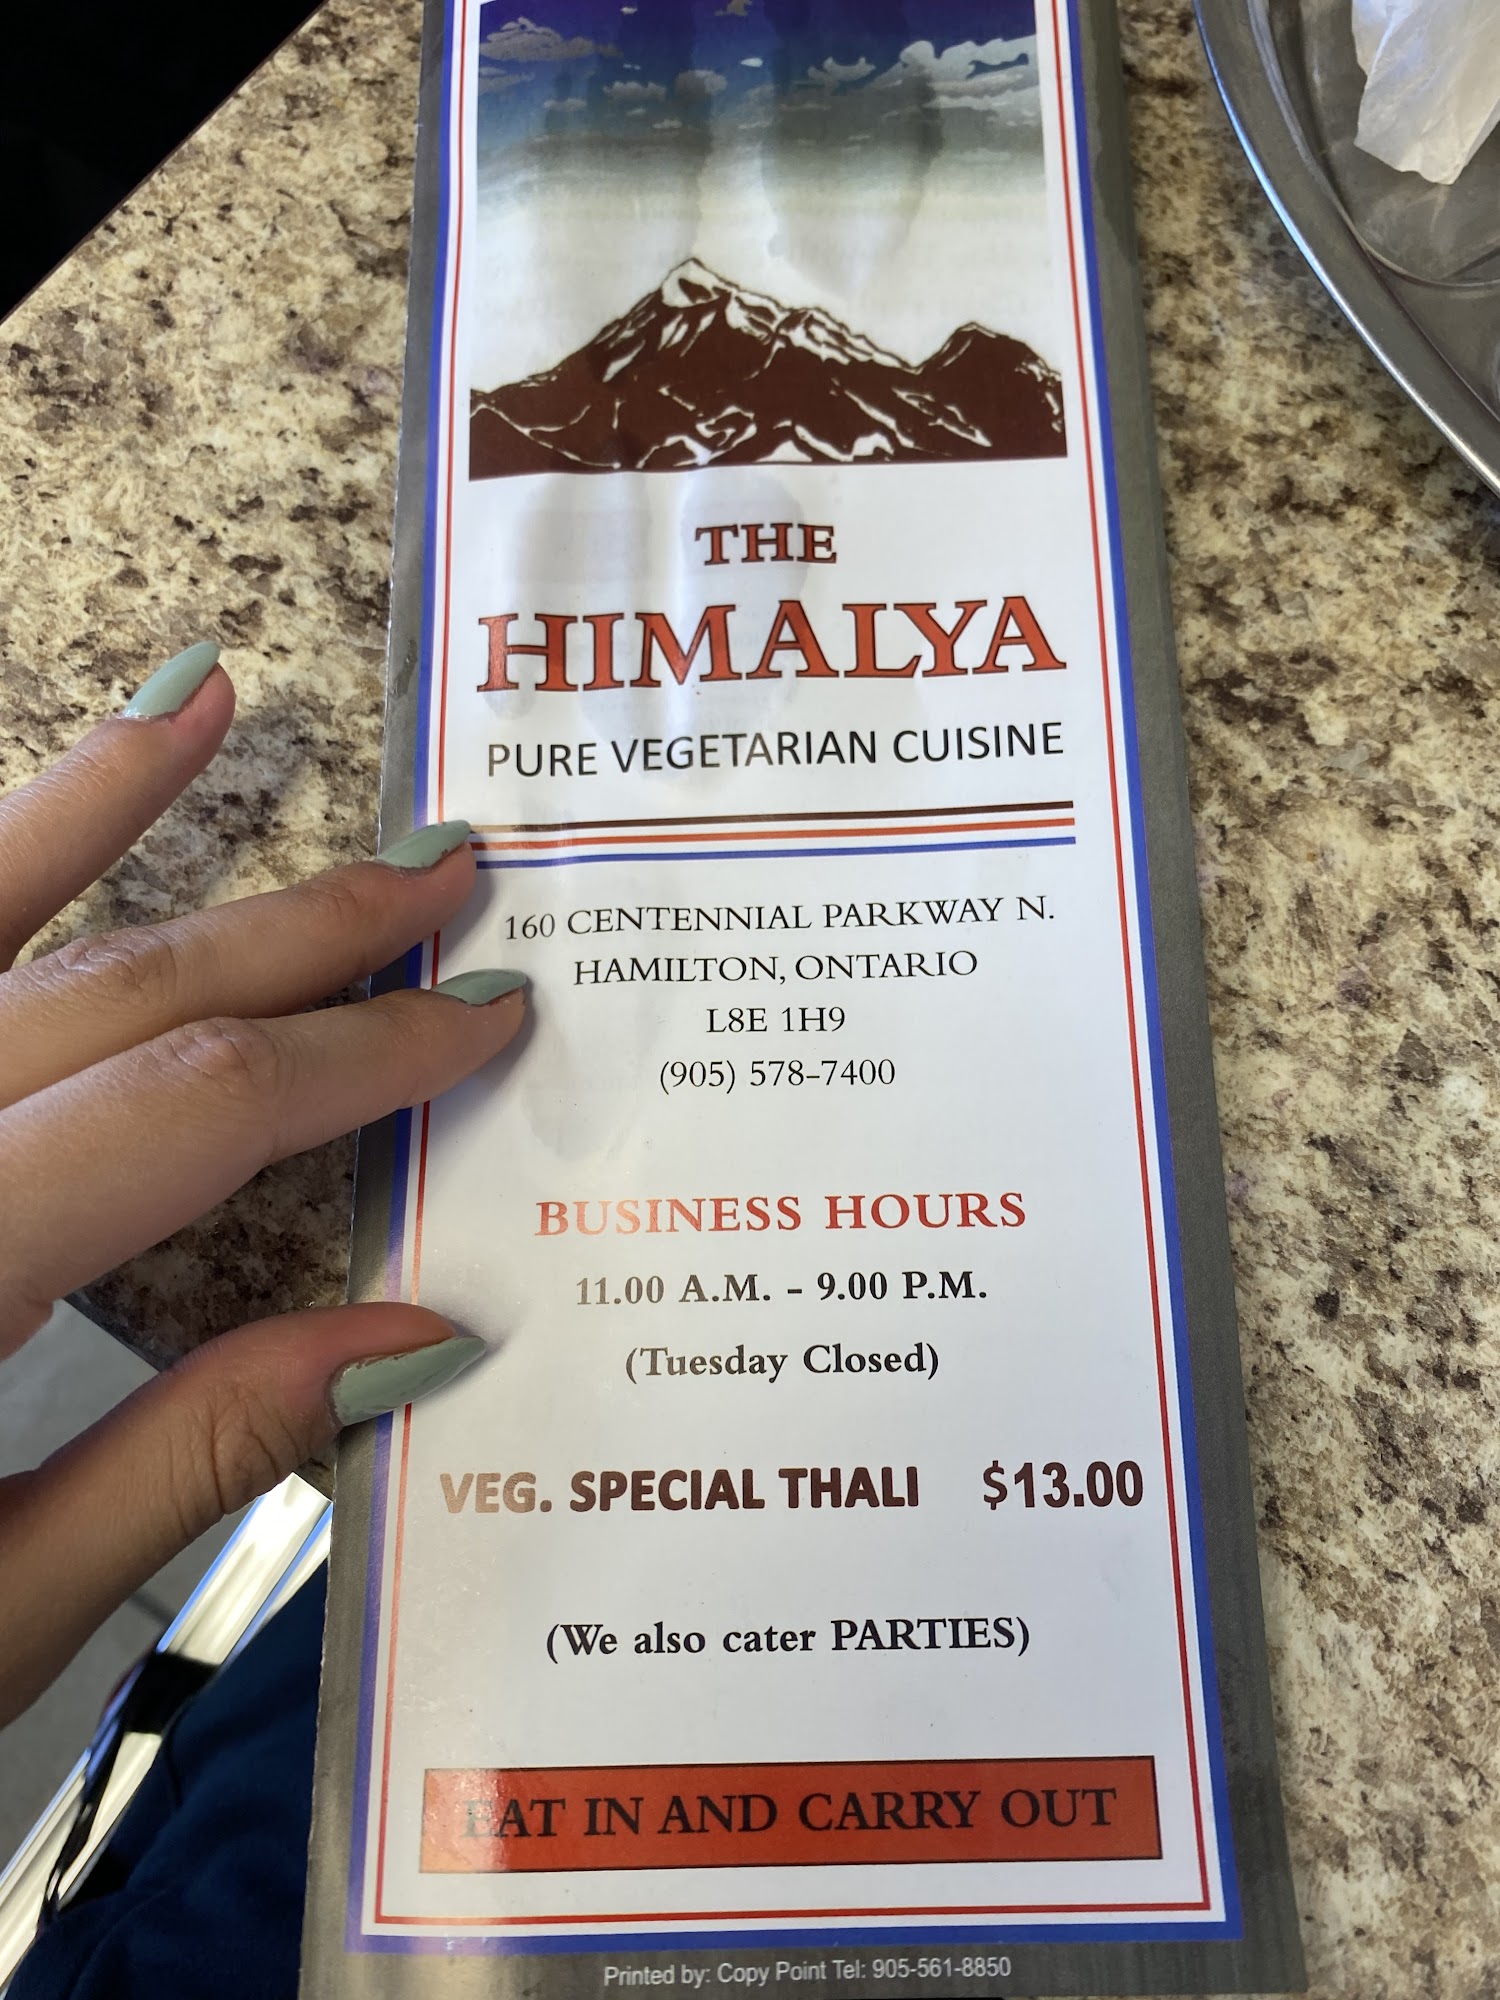 THE
HIMALYA
PURE VEGETARIAN CUISINE
160 CENTENNIAL PARKWAY N.
HAMILTON, ONTARIO
L8E 1H9
(905) 578-7400
BUSINESS HOURS
11.00 A.M. - 9.00 P.M.
(Tuesday Closed)
VEG. SPECIAL THALI $13.00
(We also cater PARTIES)
EAT IN AND CARRY OUT
Printed by: Copy Point Tel: 905-561-8850